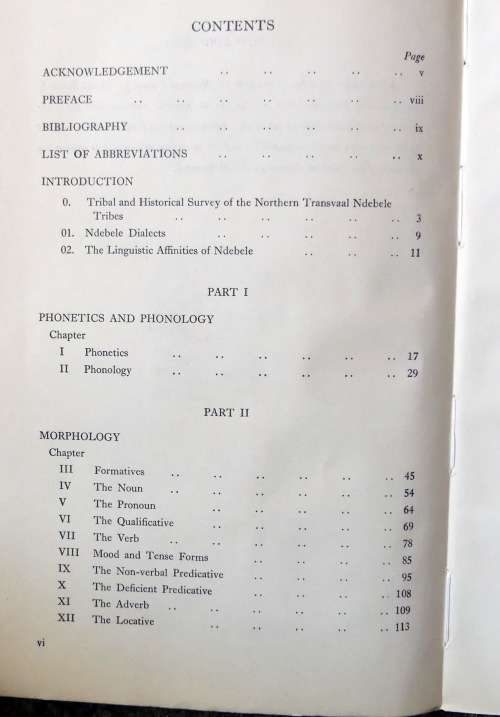 CONTENTS
Page
ACKNOWLEDGEMENT .. .. .. .. .. v
PREFACE .. .. .. .. .. .. .. viii
BIBLIOGRAPHY .. .. .. .. .. .. ix
LIST OF ABBREVIATIONS .. .. .. .. .. x
INTRODUCTION
0. Tribal and Historical Survey of the Northern Transvaal Ndebele
Tribes .. .. .. .. .. .. 3
01. Ndebele Dialects .. .. .. .. .. 9
02. The Linguistic Affinities of Ndebele .. .. .. 11
PART I
PHONETICS AND PHONOLOGY
Chapter
I Phonetics .. .. .. .. .. .. 17
II Phonology .. .. .. .. .. .. 29
PART II
MORPHOLOGY
Chapter
III Formatives .. .. .. .. .. .. 45
IV The Noun .. .. .. .. .. .. 54
V The Pronoun .. .. .. .. .. 64
VI The Qualificative .. .. .. .. .. 69
VII The Verb .. .. .. .. .. .. 78
VIII Mood and Tense Forms .. .. .. .. 85
IX The Non-verbal Predicative .. .. .. .. 95
X The Deficient Predicative .. .. .. .. 108
XI The Adverb .. .. .. .. .. .. 109
XII The Locative .. .. .. .. .. 113
vi